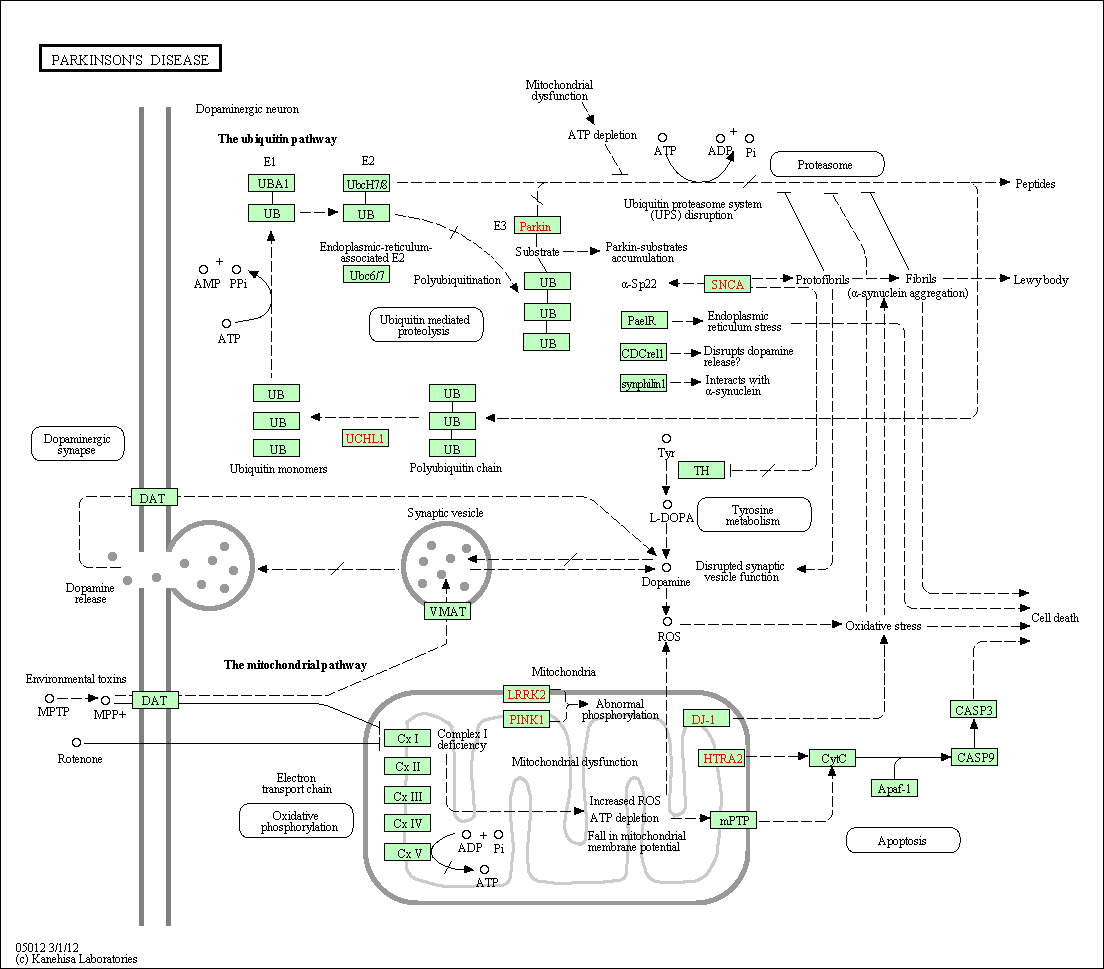 PARKINSON'S DISEASE
Mitochondrial
dysfunction
Dopaminergic neuron
The ubiquitin pathway
ATP depletion
ATP
ADP
+
Pi
Proteasome
E1
E2
UBA1
UbcH7/8
Peptides
UB
UB
Ubiquitin proteasome system
(UPS) disruption
E3
Parkin
Endoplasmic-reticulum-
associated E2
Ubc6/7
Substrate
Parkin-substrates
accumulation
+
AMP
PPi
Polyubiquitination
UB
α-Sp22
SNCA
Protofibrils
Fibrils
(α-synuclein aggregation)
Lewy body
ATP
Ubiquitin mediated
proteolysis
UB
UB
PaelR
Endoplasmic
reticulum stress
CDCrel1
Disrupts dopamine
release?
synphilin1
Interacts with
α-synuclein
UB
UB
UB
UCHL1
UB
UB
UB
Ubiquitin monomers
Polyubiquitin chain
Dopaminergic
synapse
Tyr
TH
DAT
Synaptic vesicle
L-DOPA
Tyrosine
metabolism
Dopamine
release
Dopamine
Disrupted synaptic
vesicle function
VMAT
ROS
Oxidative stress
Cell death
The mitochondrial pathway
Environmental toxins
MPTP
MPP+
DAT
Rotenone
Mitochondria
LRRK2
PINK1
Abnormal
phosphorylation
DJ-1
CASP3
Cx I
Complex I
deficiency
Cx II
Mitochondrial dysfunction
HTRA2
CytC
CASP9
Electron
transport chain
Cx III
Increased ROS
Apaf-1
Oxidative
phosphorylation
Cx IV
ATP depletion
mPTP
Cx V
ADP
+
Pi
ATP
Fall in mitochondrial
membrane potential
Apoptosis
05012 3/1/12
(c) Kanehisa Laboratories